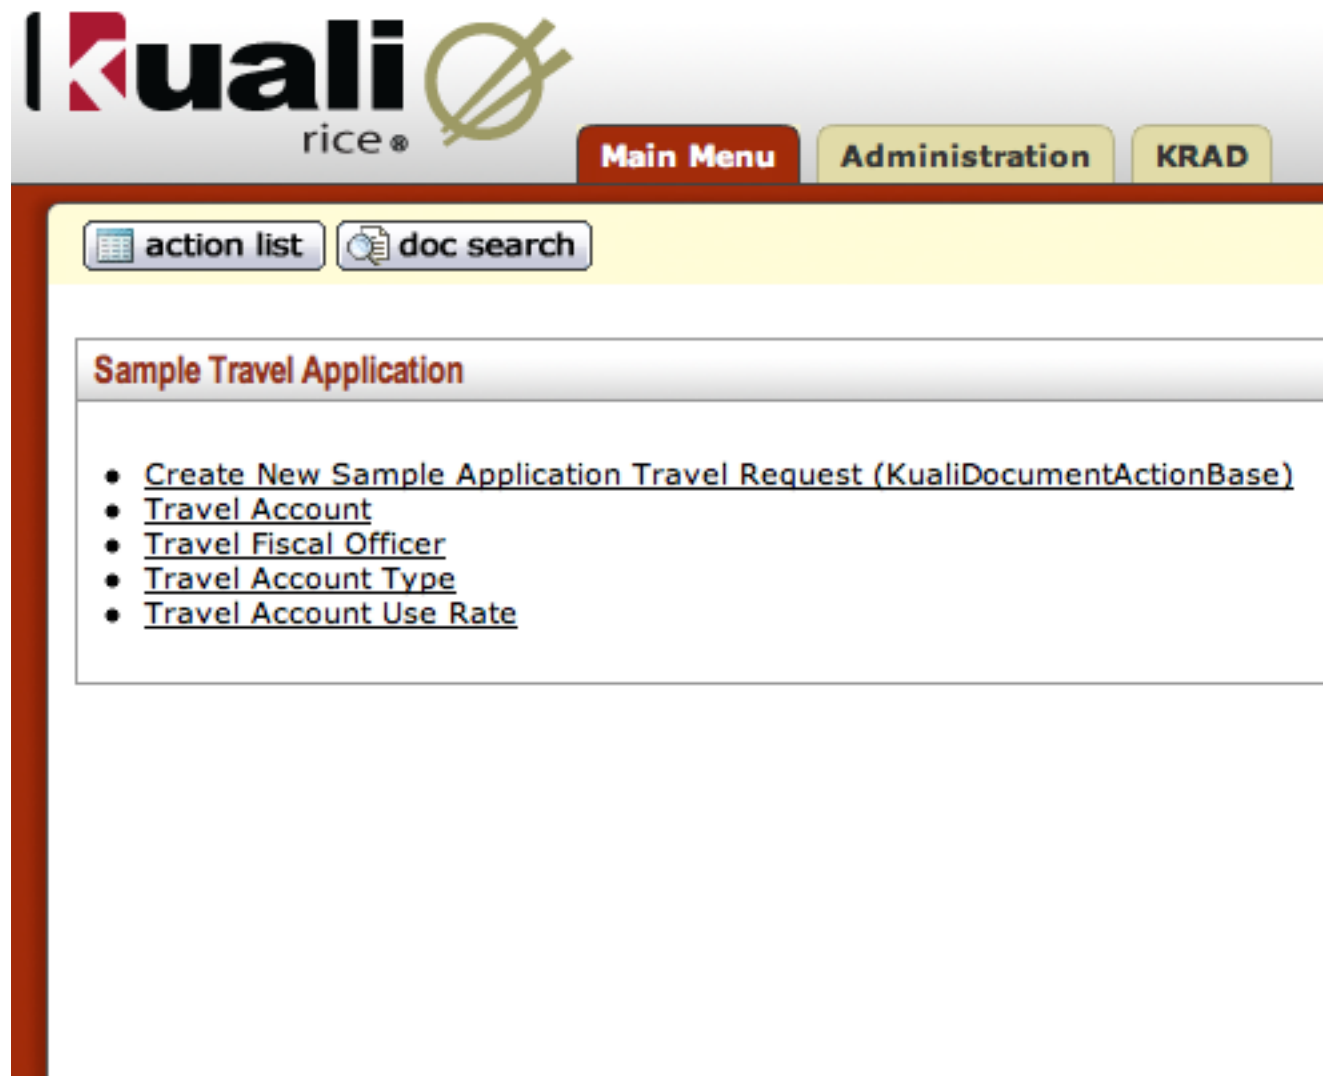 kuali
rice®
Main Menu Administration KRAD
action list doc search
Sample Travel Application
Create New Sample Application Travel Request (KualiDocumentActionBase)
Travel Account
Travel Fiscal Officer
Travel Account Type
Travel Account Use Rate